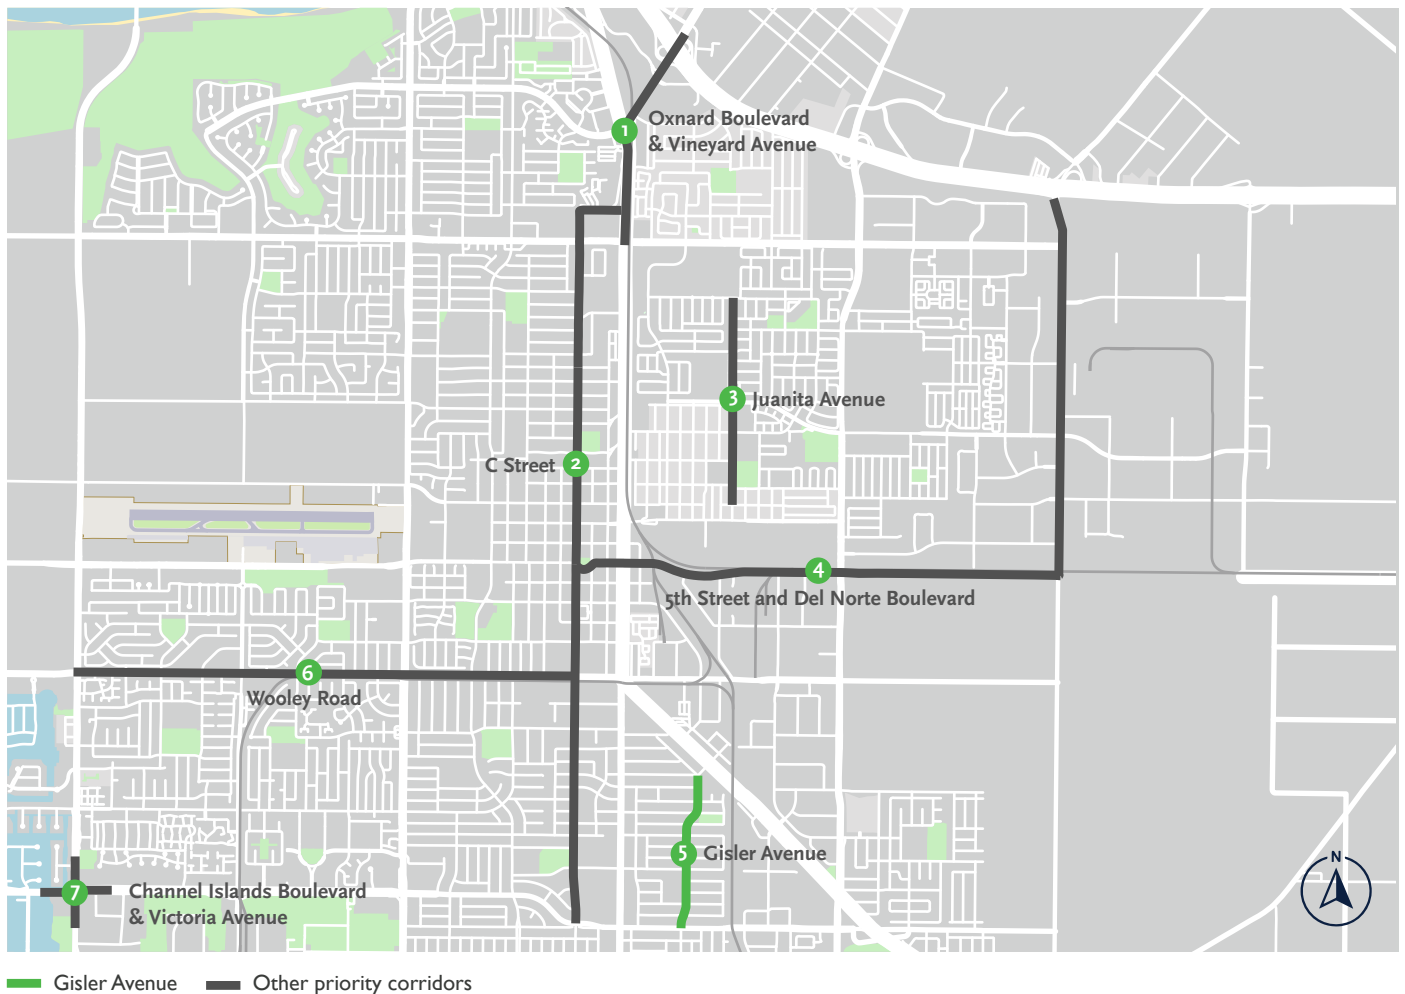 1
Oxnard Boulevard
& Vineyard Avenue
3
Juanita Avenue
C Street
2
4
5th Street and Del Norte Boulevard
6
Wooley Road
5
Gisler Avenue
N
7
Channel Islands Boulevard
& Victoria Avenue
Gisler Avenue
Other priority corridors